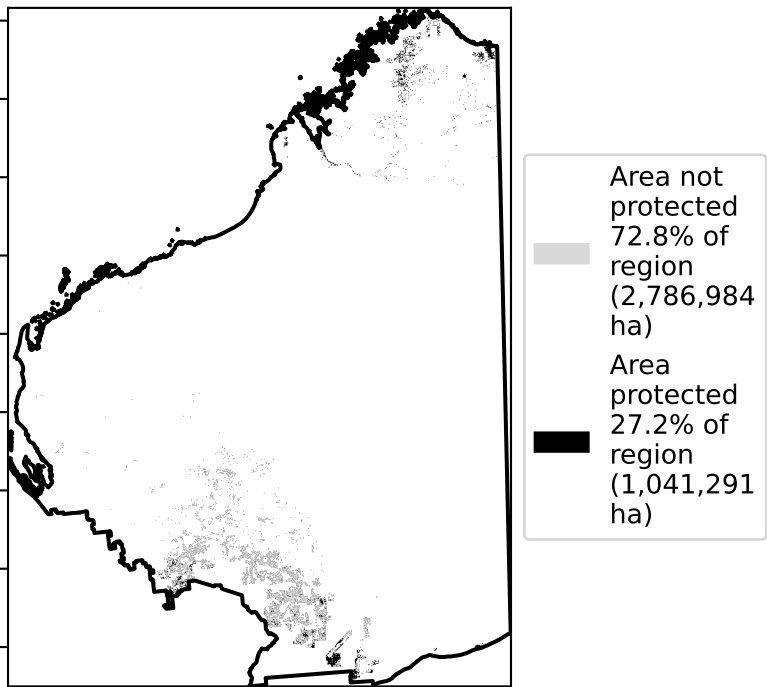 Area not
protected
72.8% of
region
(2,786,984
ha)
Area
protected
27.2% of
region
(1,041,291
ha)